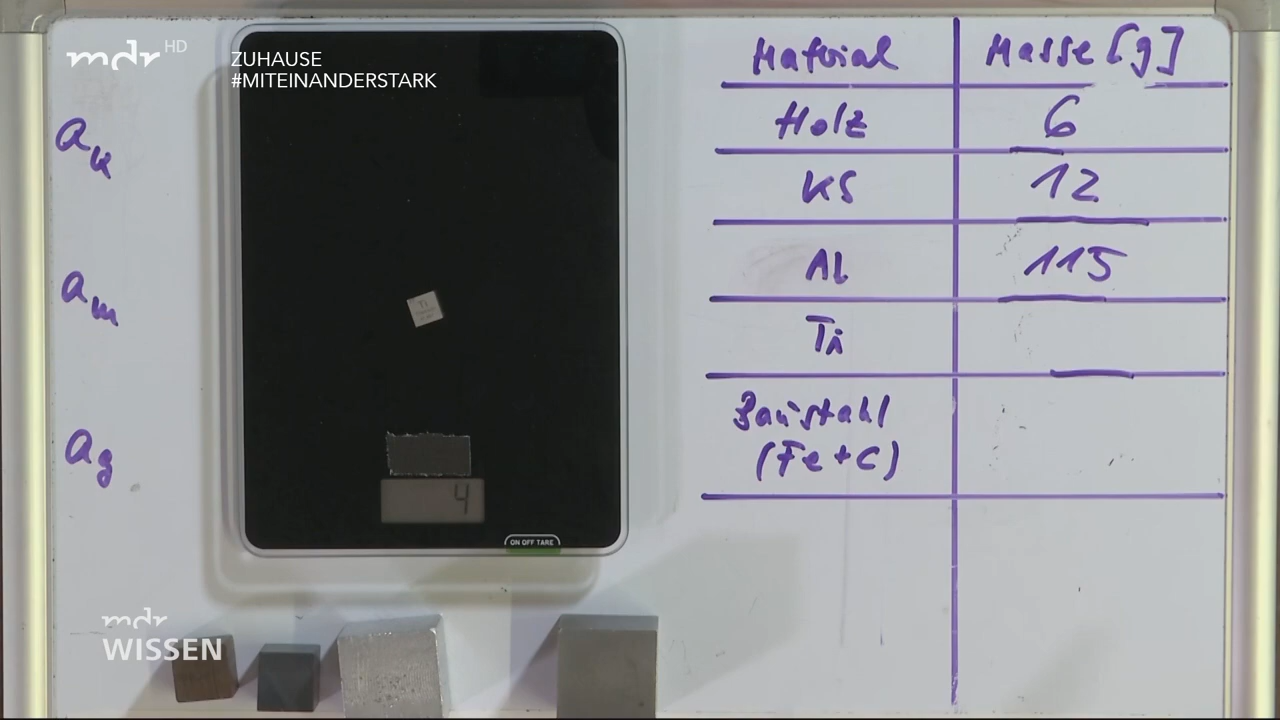 mdr HD
ZUHAUSE
#MITEINANDERSTARK
Material Masse [g]
Holz 6
KS 12
Al 115
Ti
Baustahl
(Fe + C)
a_k
a_m
a_g
Ti
4
ON OFF TARE
mdr
WISSEN